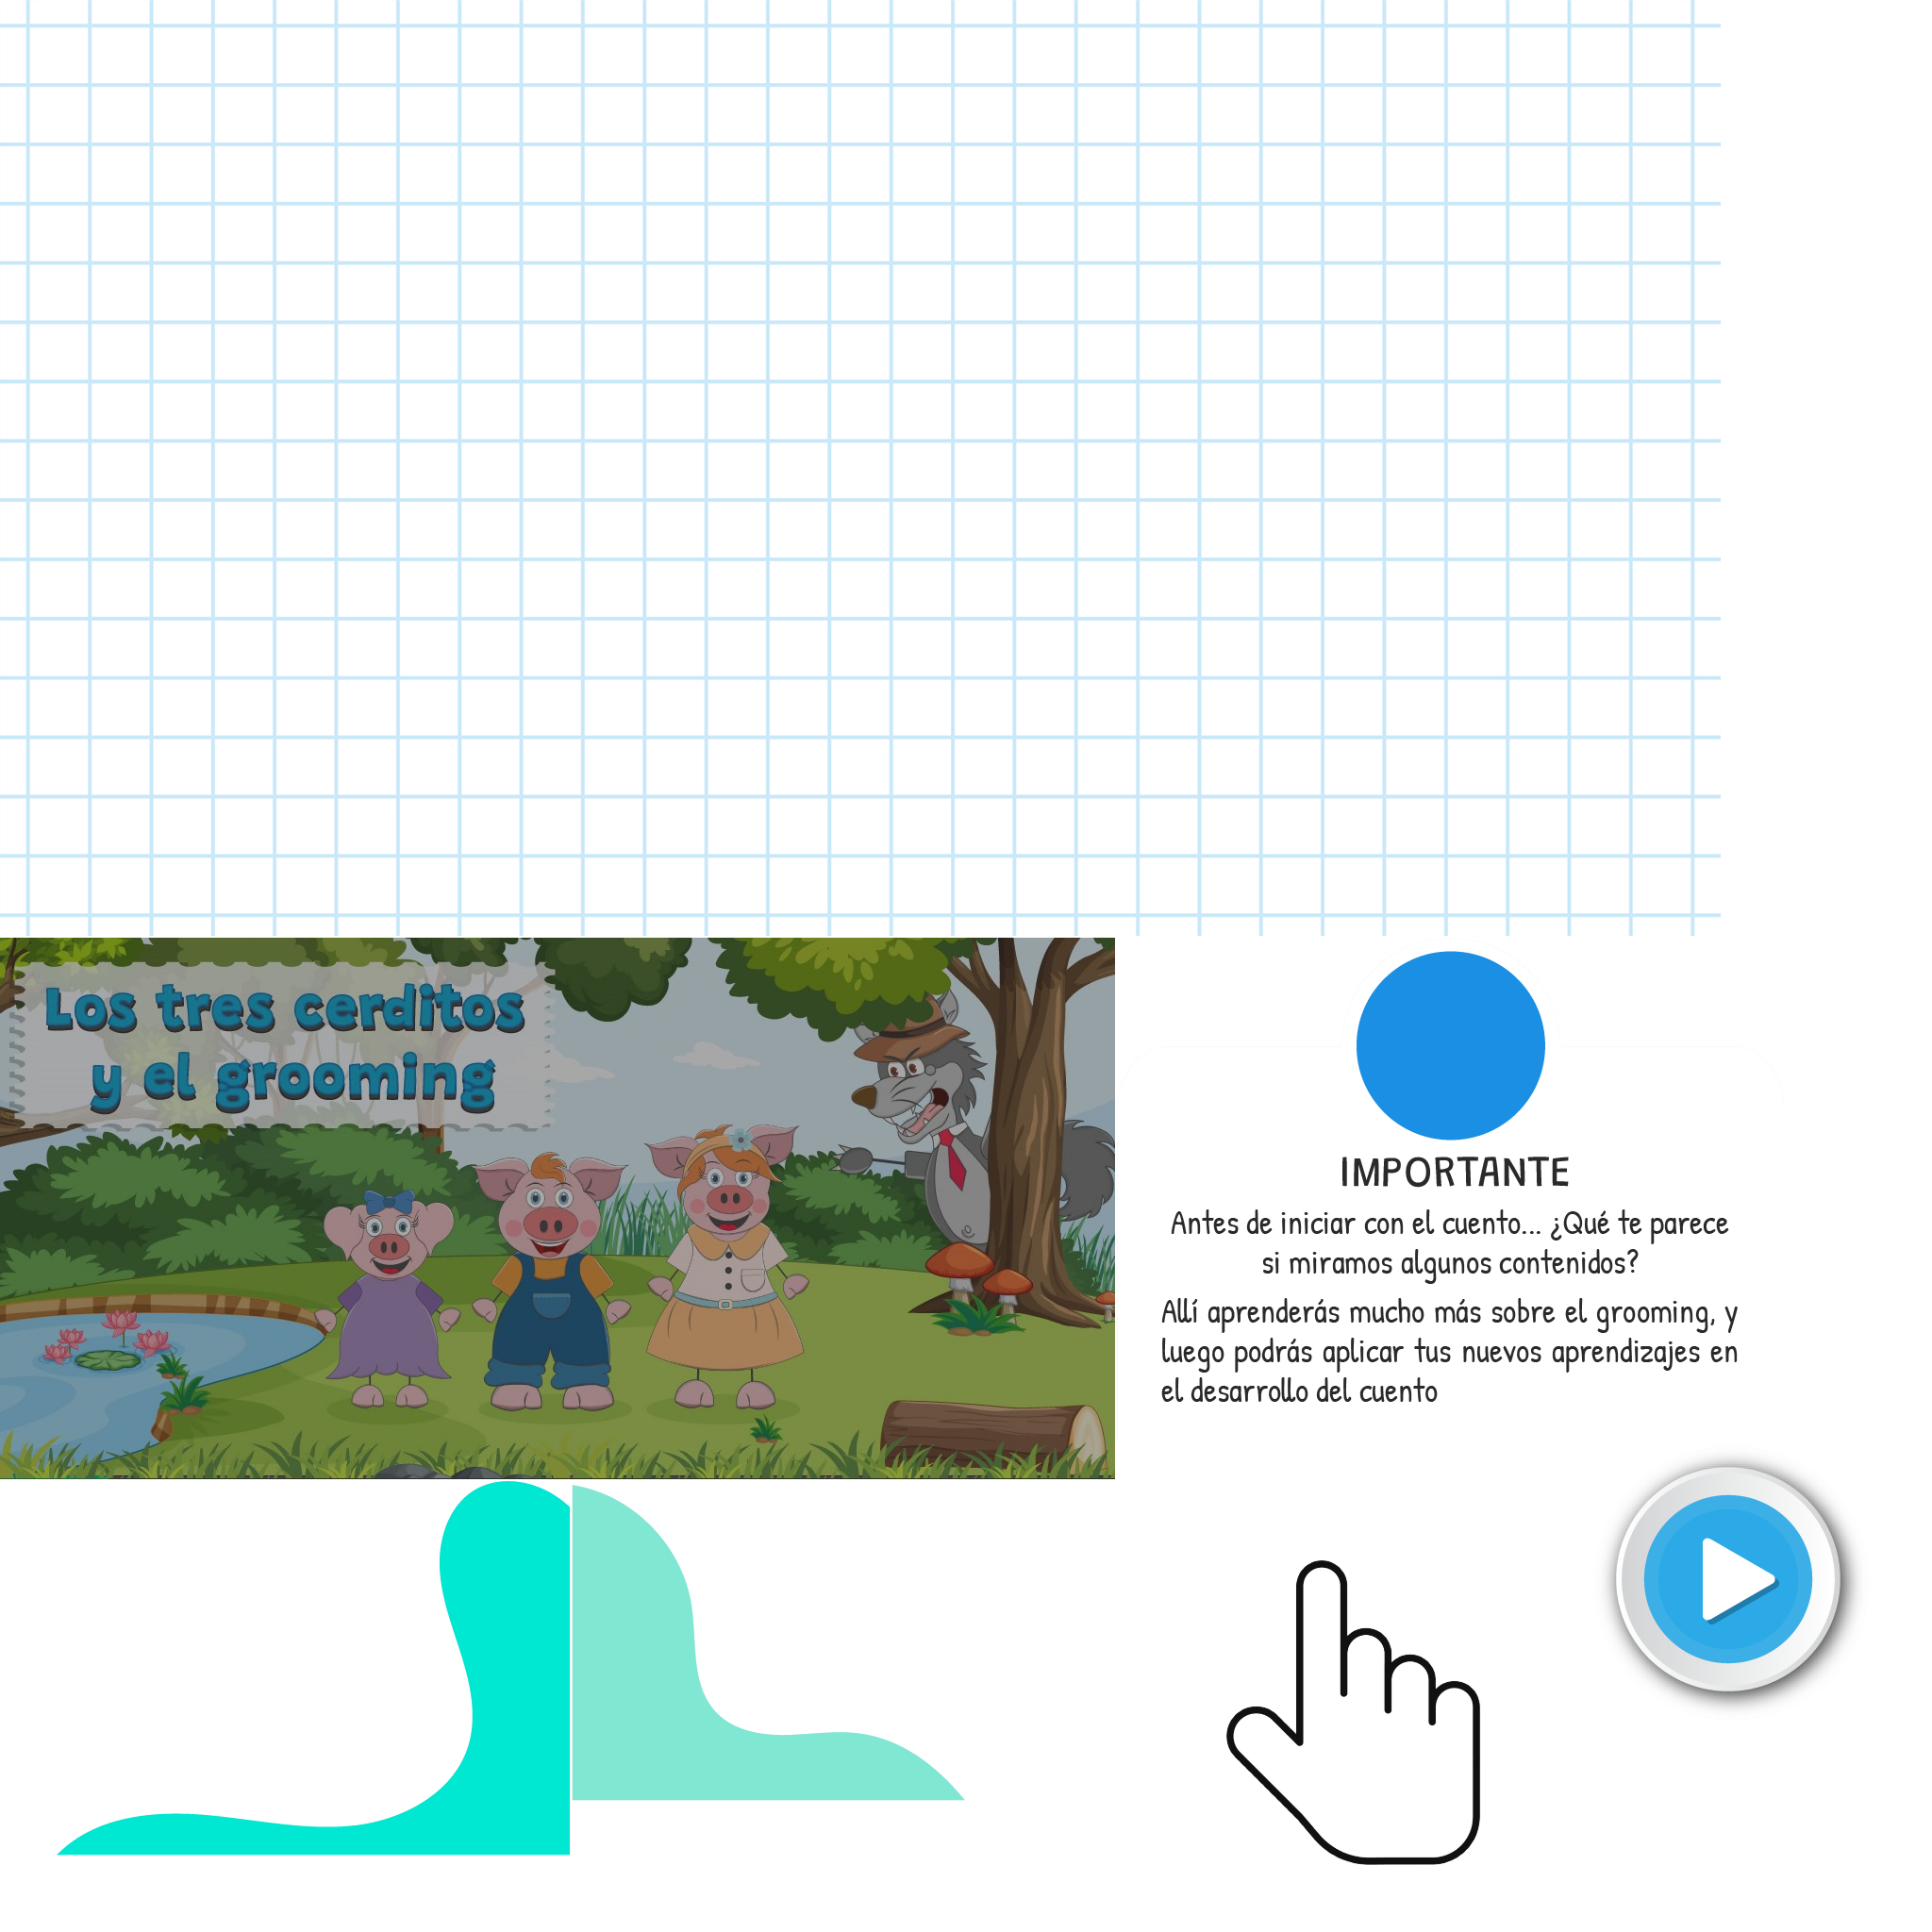 Los tres cerditos
y el grooming
IMPORTANTE
Antes de iniciar con el cuento... ¿Qué te parece
si miramos algunos contenidos?
Allí aprenderás mucho más sobre el grooming, y
luego podrás aplicar tus nuevos aprendizajes en
el desarrollo del cuento